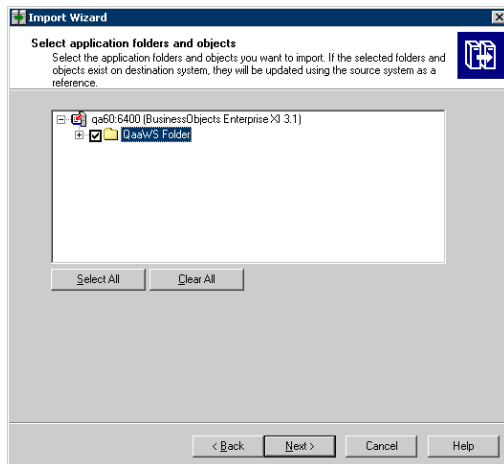 Import Wizard
Select application folders and objects
Select the application folders and objects you want to import. If the selected folders and
objects exist on destination system, they will be updated using the source system as a
reference.
qa60:6400 (BusinessObjects Enterprise XI 3.1)
QaaWS Folder
Select All Clear All
< Back Next > Cancel Help